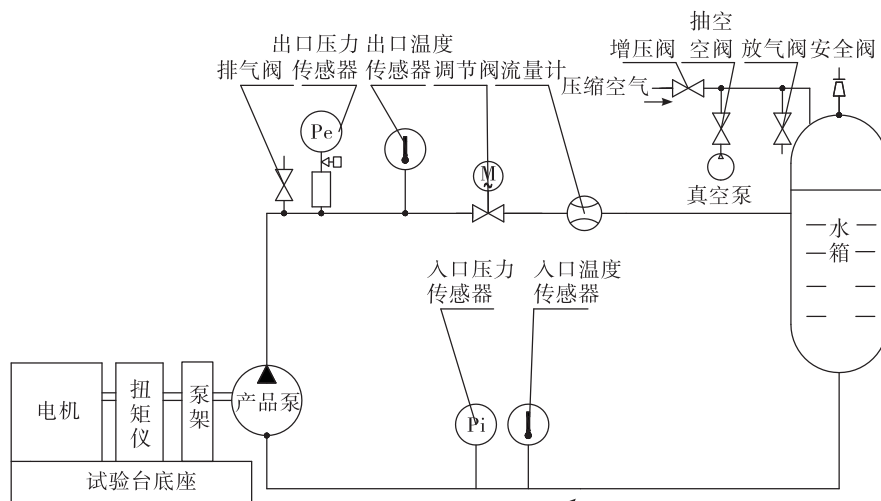 抽空
出口压力
出口温度
增压阀
空阀
放气阀
安全阀
排气阀
传感器
传感器
调节阀
流量计
压缩空气
Pe
M
~
真空泵
水
箱
入口压力
传感器
入口温度
传感器
电机
扭
矩
仪
泵
架
产品泵
Pi
试验台底座